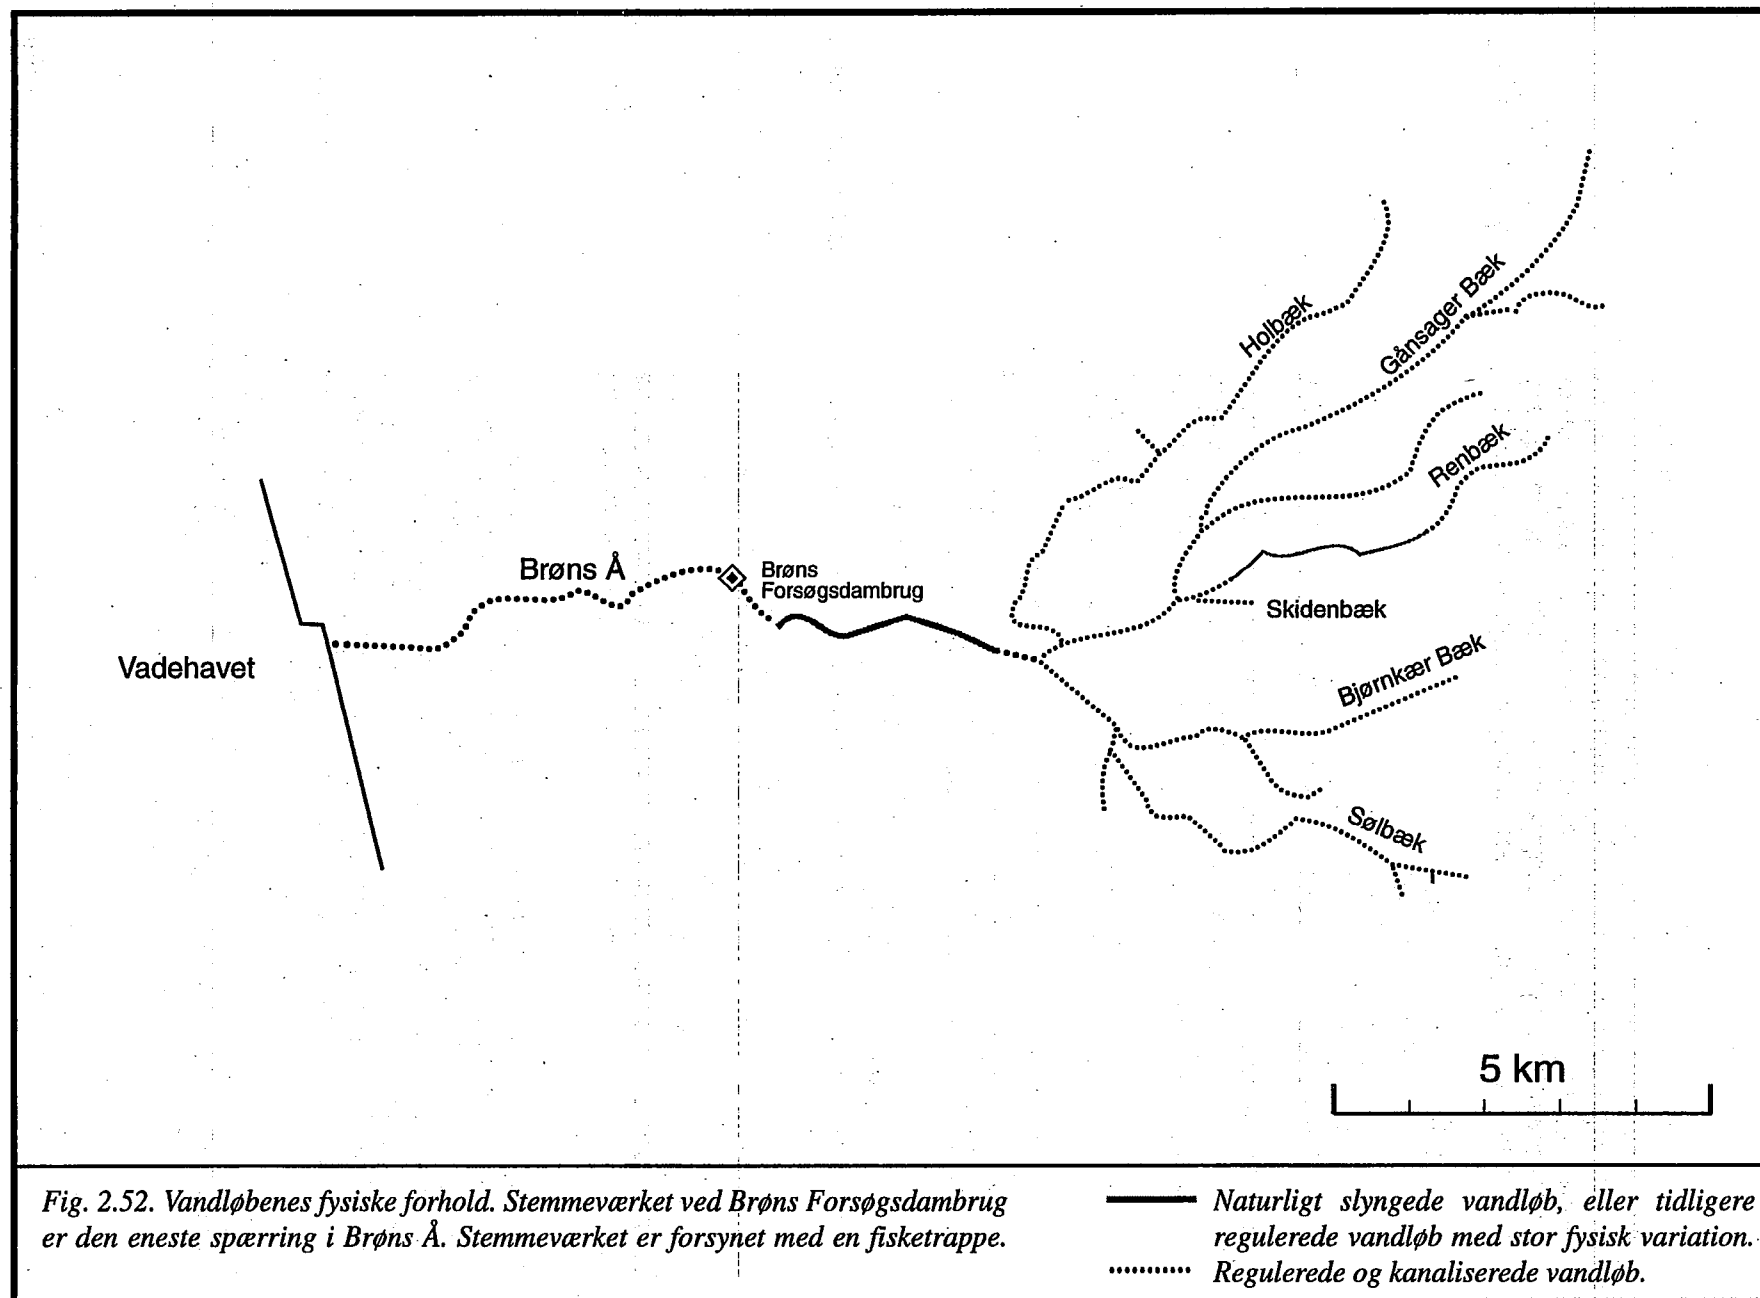 Holbæk
Gånsager Bæk
Renbæk
Brøns Å
Brøns
Forsøgsdambrug
Skidenbæk
Vadehavet
Bjørnkær Bæk
Sølbæk
5 km
Fig. 2.52. Vandløbenes fysiske forhold. Stemmeværket ved Brøns Forsøgsdambrug
er den eneste spærring i Brøns Å. Stemmeværket er forsynet med en fisketrappe.
Naturligt slyngede vandløb, eller tidligere
regulerede vandløb med stor fysisk variation.
Regulerede og kanaliserede vandløb.